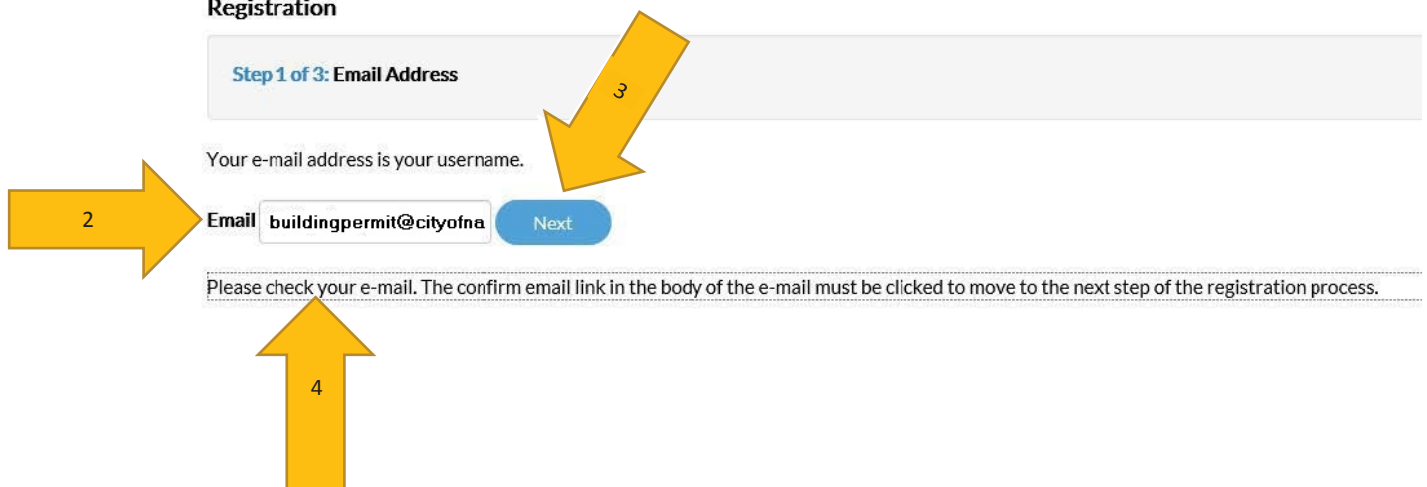 Registration
Step 1 of 3: Email Address
3
Your e-mail address is your username.
2
Email buildingpermit@cityofna Next
Please check your e-mail. The confirm email link in the body of the e-mail must be clicked to move to the next step of the registration process.
4